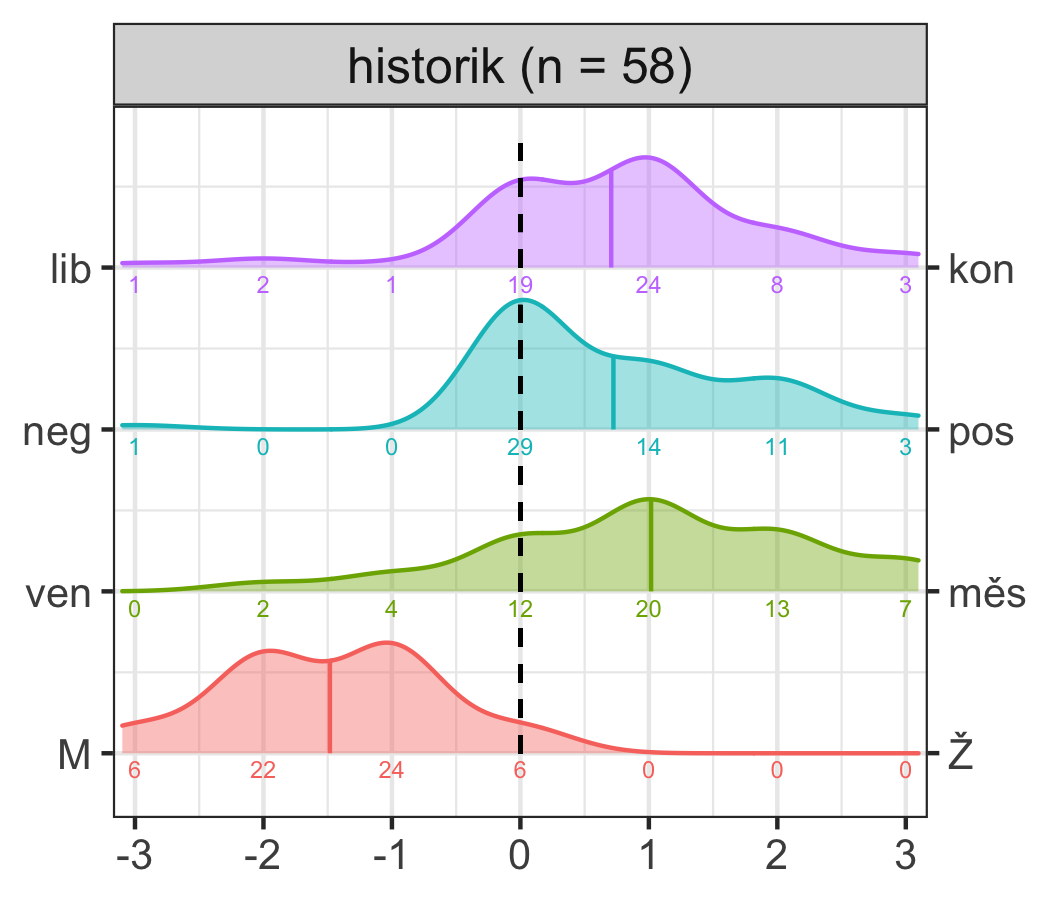 historik (n = 58)
lib kon
1 2 1 19 24 8 3
neg pos
1 0 0 29 14 11 3
ven měs
0 2 4 12 20 13 7
M Ž
6 22 24 6 0 0 0
-3 -2 -1 0 1 2 3